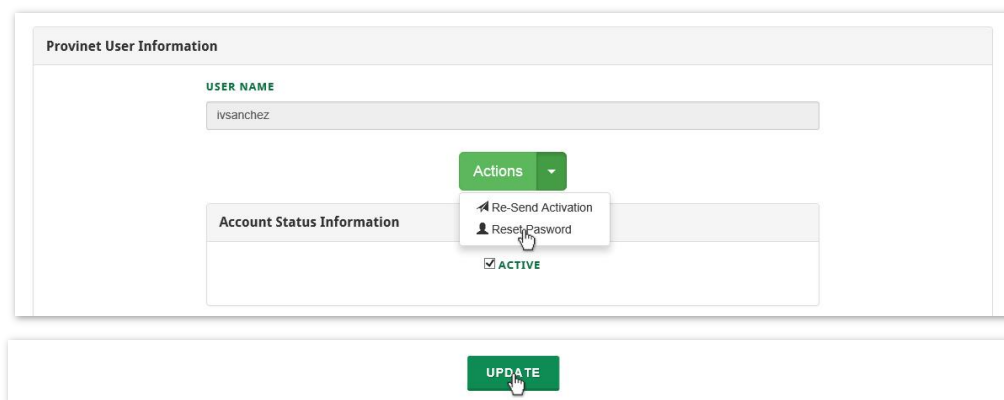 Provinet User Information
USER NAME
ivsanchez
Actions
Re-Send Activation
Account Status Information
Reset Pasword
ACTIVE
UPDATE